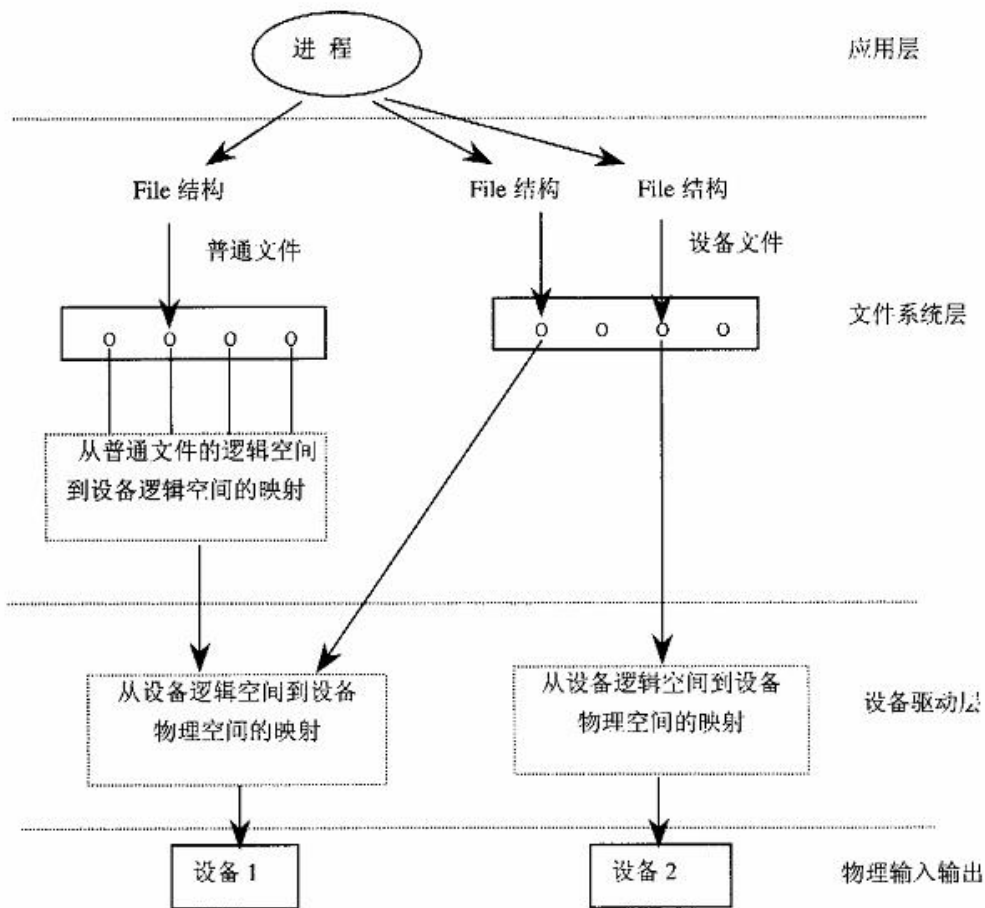 进 程
应用层
File 结构
File 结构
File 结构
普通文件
设备文件
文件系统层
o o o o
o o o o
从普通文件的逻辑空间
到设备逻辑空间的映射
从设备逻辑空间到设备
物理空间的映射
从设备逻辑空间到设备
物理空间的映射
设备驱动层
设备 1
设备 2
物理输入输出